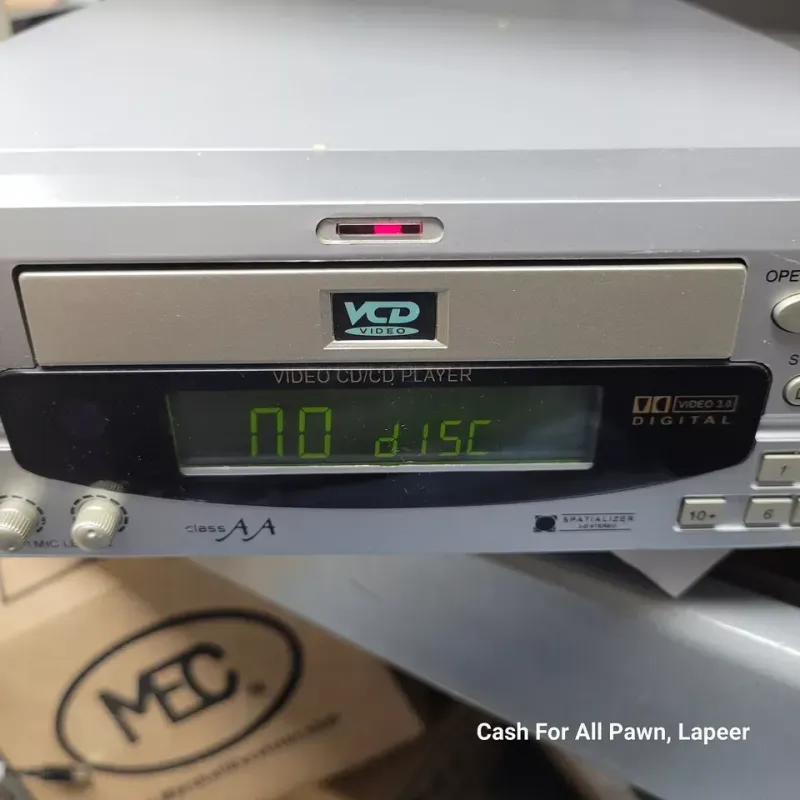 OPE
VCD
VIDEO
VIDEO CD/CD PLAYER
NO dISC
VIDEO 3.0
DIGITAL
class AA
SPATIALIZER
1
10+
6
MIC
MEC
Cash For All Pawn, Lapeer